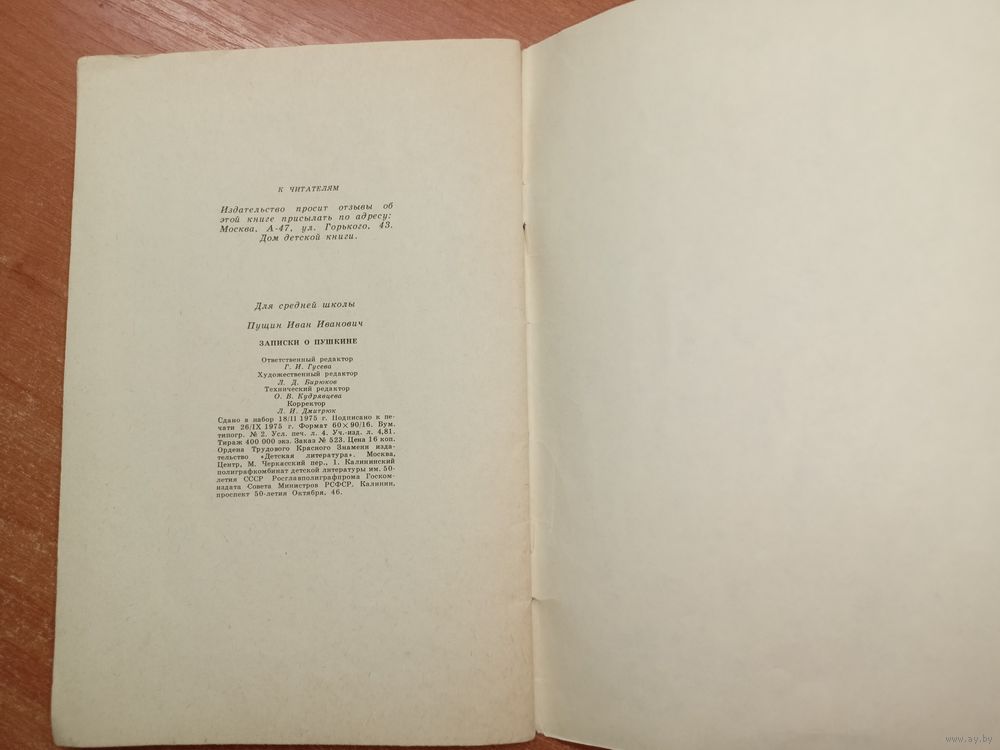 К ЧИТАТЕЛЯМ
Издательство просит отзывы об
этой книге присылать по адресу:
Москва, А-47, ул. Горького, 43.
Дом детской книги.
Для средней школы
Пущин Иван Иванович
ЗАПИСКИ О ПУШКИНЕ
Ответственный редактор
Г. И. Гусева
Художественный редактор
Л. Д. Бирюков
Технический редактор
О. В. Кудрявцева
Корректор
Л. И. Дмитрюк
Сдано в набор 18/II 1975 г. Подписано к пе-
чати 26/IX 1975 г. Формат 60×90/16. Бум.
типогр. № 2. Усл. печ. л. 4. Уч.-изд. л. 4,81.
Тираж 400 000 экз. Заказ № 523. Цена 16 коп.
Ордена Трудового Красного Знамени изда-
тельство «Детская литература». Москва,
Центр, М. Черкасский пер., 1. Калининский
полиграфкомбинат детской литературы им. 50-
летия СССР Росглавполиграфпрома Госком-
издата Совета Министров РСФСР. Калинин,
проспект 50-летия Октября, 46.
www.ay.by